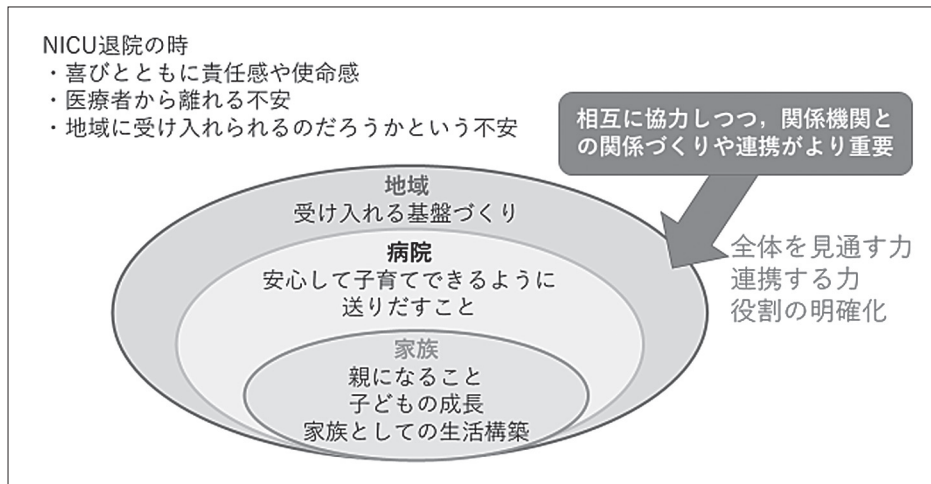 NICU退院の時
・喜びとともに責任感や使命感
・医療者から離れる不安
・地域に受け入れられるのだろうかという不安
相互に協力しつつ，関係機関と
の関係づくりや連携がより重要
地域
受け入れる基盤づくり
病院
安心して子育てできるように
送りだすこと
家族
親になること
子どもの成長
家族としての生活構築
全体を見通す力
連携する力
役割の明確化